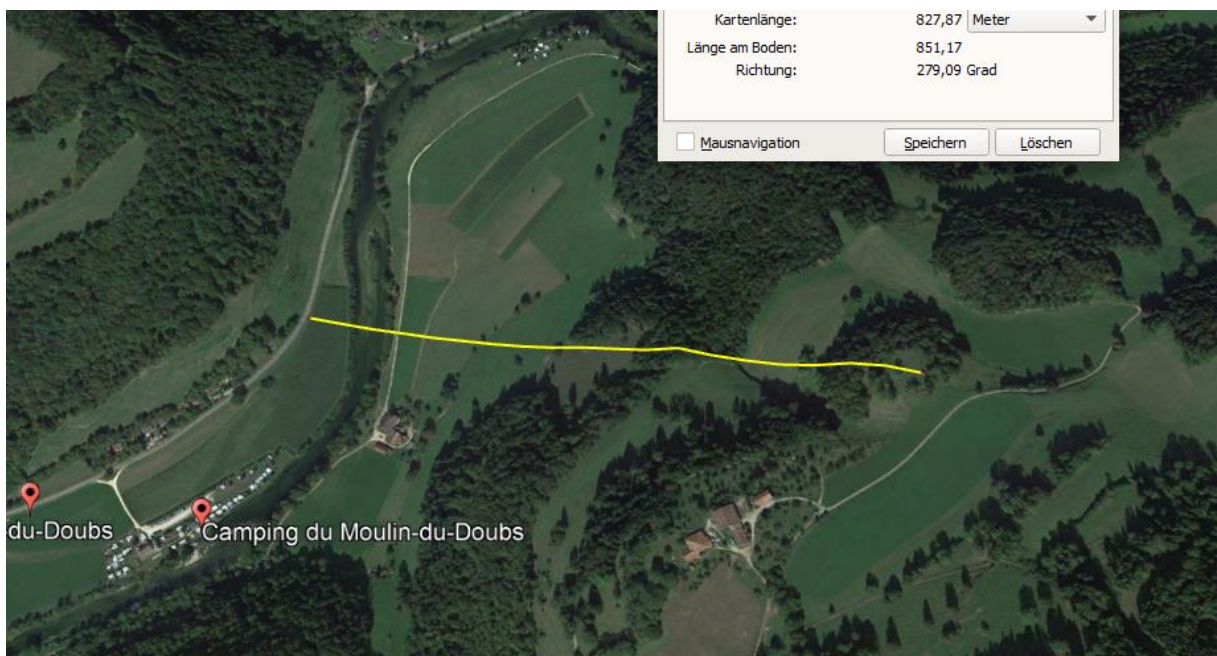 Kartenlänge: 827,87 Meter
Länge am Boden: 851,17
Richtung: 279,09 Grad
Mausnavigation Speichern Löschen
-du-Doubs
Camping du Moulin-du-Doubs